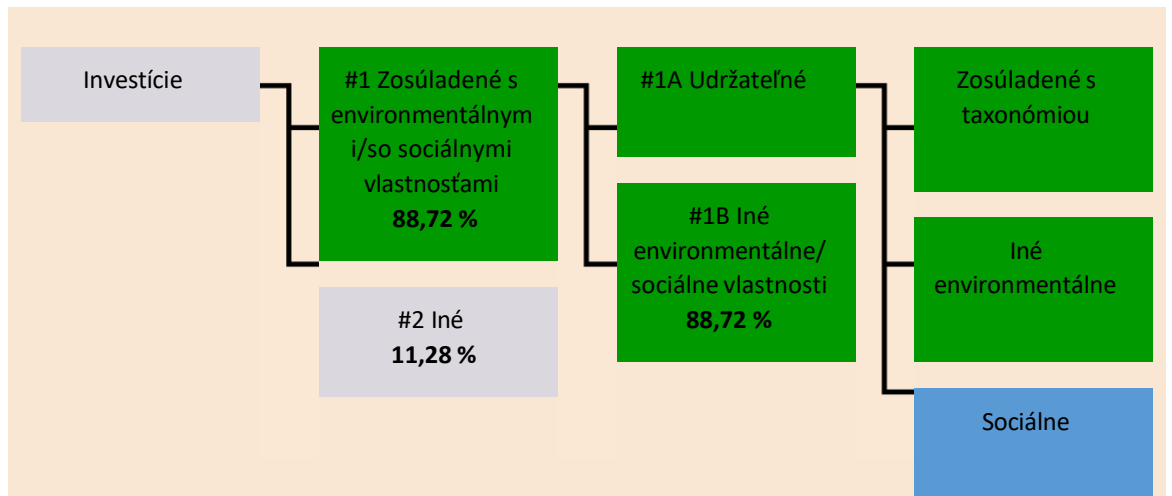 Investície
#1 Zosúladené s
environmentálnym
i/so sociálnymi
vlastnosťami
88,72 %
#2 Iné
11,28 %
#1A Udržateľné
#1B Iné
environmentálne/
sociálne vlastnosti
88,72 %
Zosúladené s
taxonómiou
Iné
environmentálne
Sociálne